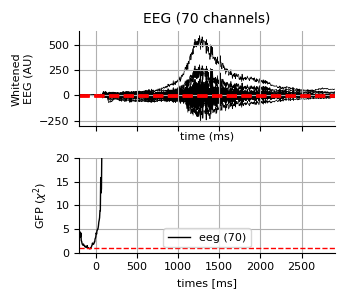 EEG (70 channels)
Whitened
EEG (AU)
500
250
0
−250
time (ms)
GFP (χ²)
20
15
10
5
0
eeg (70)
0
500
1000
1500
2000
2500
times [ms]